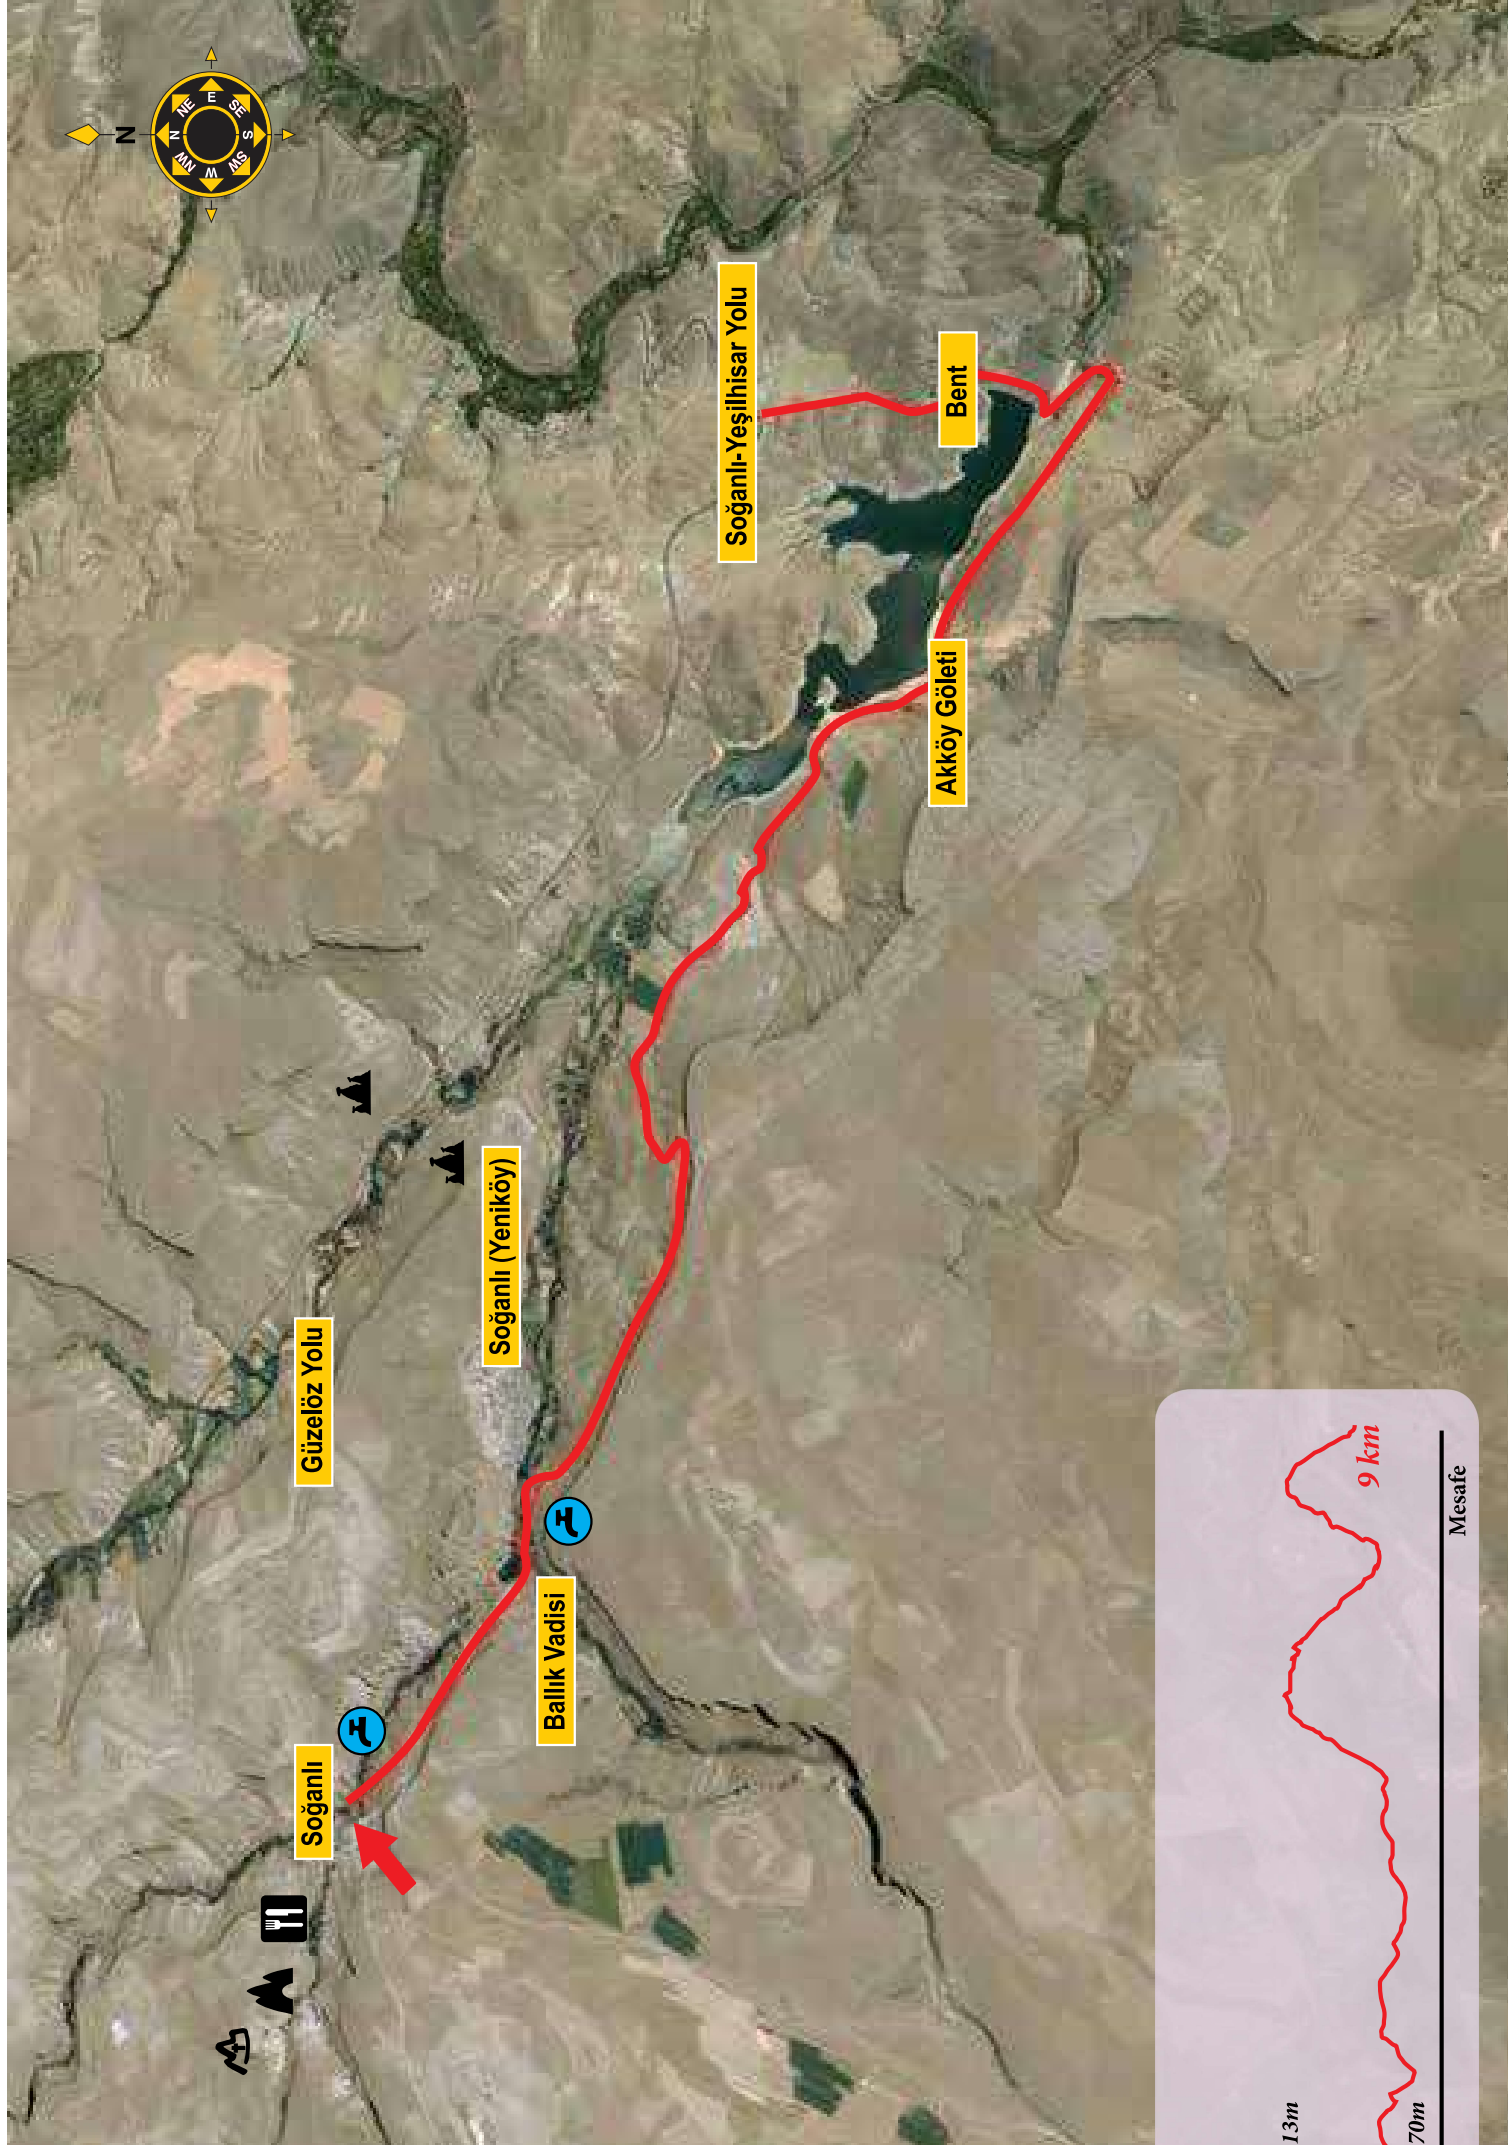 N
N
NE
E
SE
S
SW
W
NW
Soğanlı-Yeşilhisar Yolu
Bent
Akköy Göleti
Soğanlı (Yeniköy)
Güzelöz Yolu
Ballık Vadisi
Soğanlı
13m
70m
9 km
Mesafe